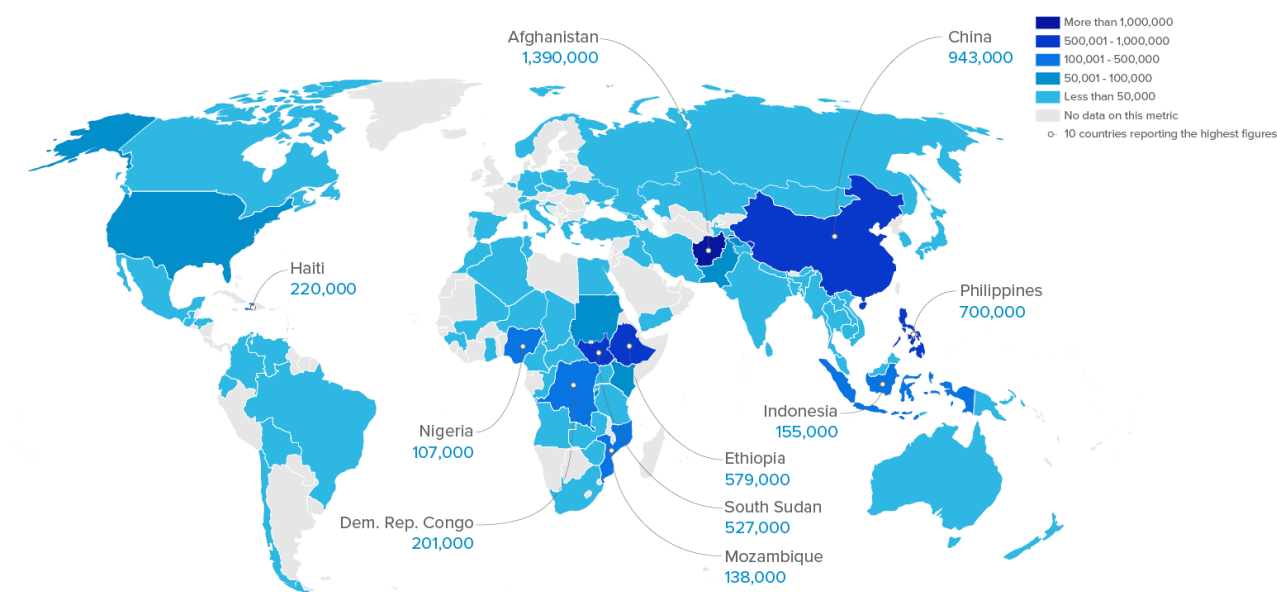 Afghanistan
1,390,000
China
943,000
More than 1,000,000
500,001 - 1,000,000
100,001 - 500,000
50,001 - 100,000
Less than 50,000
No data on this metric
10 countries reporting the highest figures
Haiti
220,000
Philippines
700,000
Indonesia
155,000
Nigeria
107,000
Ethiopia
579,000
South Sudan
527,000
Dem. Rep. Congo
201,000
Mozambique
138,000